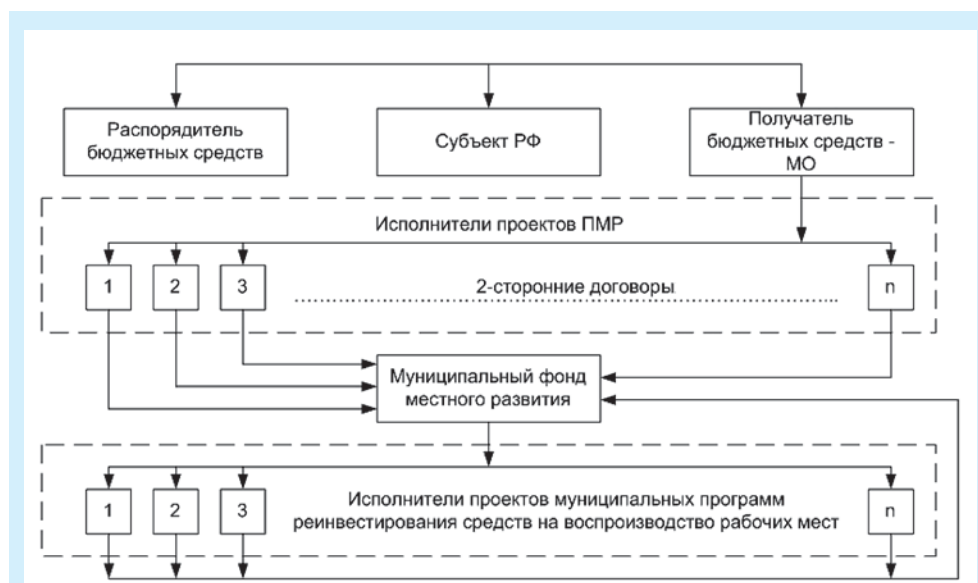 Распорядитель
бюджетных средств
Субъект РФ
Получатель
бюджетных средств -
МО
Исполнители проектов ПМР
1
2
3
2-сторонние договоры
n
Муниципальный фонд
местного развития
1
2
3
Исполнители проектов муниципальных программ
реинвестирования средств на воспроизводство рабочих мест
n